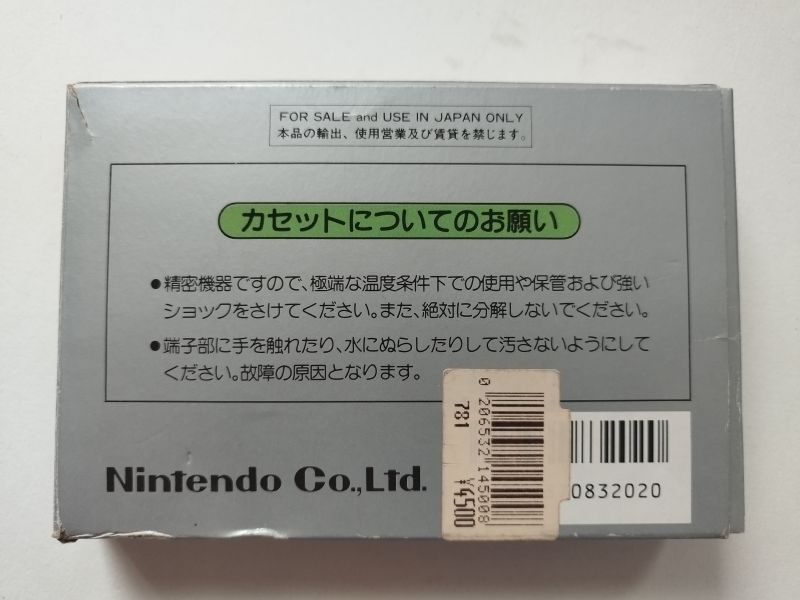 FOR SALE and USE IN JAPAN ONLY
本品の輸出、使用営業及び賃貸を禁じます。
カセットについてのお願い
●精密機器ですので、極端な温度条件下での使用や保管および強い
ショックをさけてください。また、絶対に分解しないでください。
●端子部に手を触れたり、水にぬらしたりして汚さないようにして
ください。故障の原因となります。
Nintendo Co.,Ltd.
0 206532 145008
781
¥4500
0832020